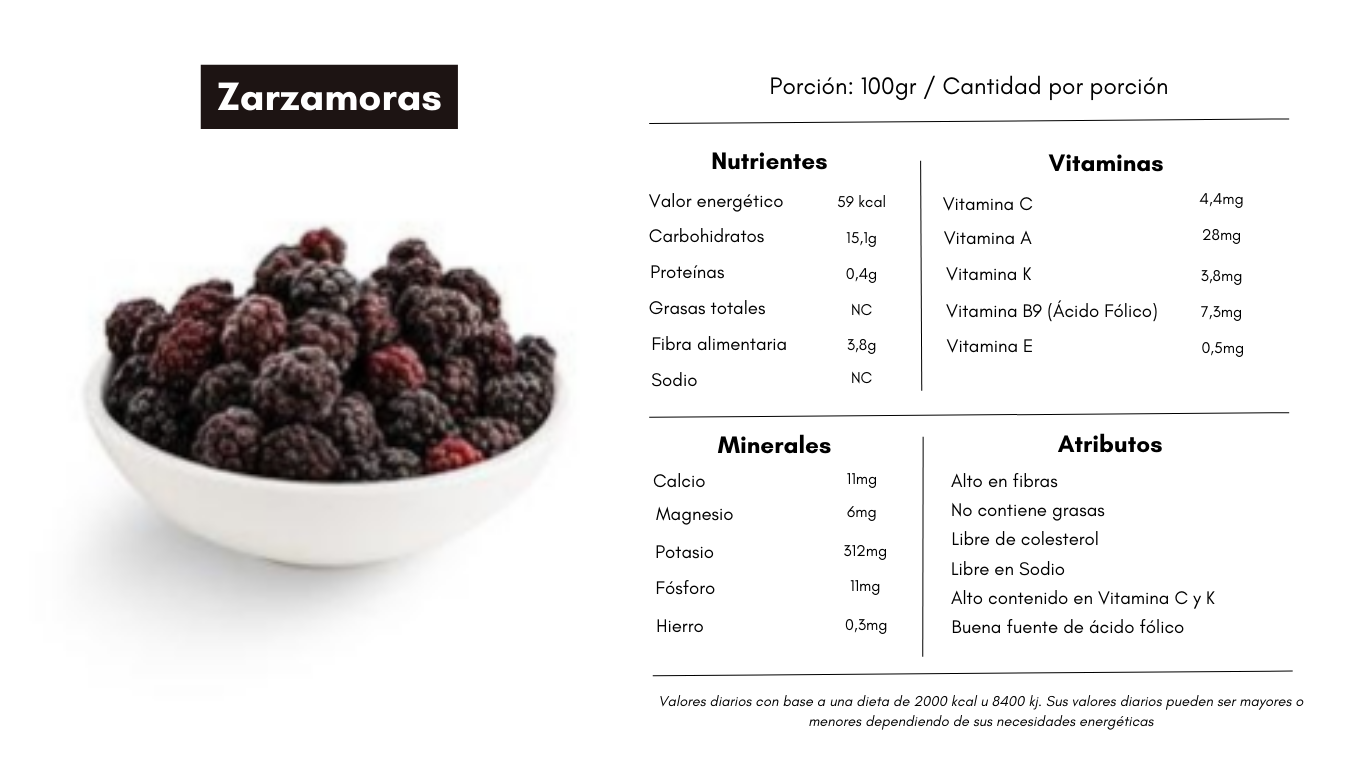 Zarzamoras
Porción: 100gr / Cantidad por porción
Nutrientes
Valor energético 59 kcal
Carbohidratos 15,1g
Proteínas 0,4g
Grasas totales NC
Fibra alimentaria 3,8g
Sodio NC
Vitaminas
Vitamina C 4,4mg
Vitamina A 28mg
Vitamina K 3,8mg
Vitamina B9 (Ácido Fólico) 7,3mg
Vitamina E 0,5mg
Minerales
Calcio 11mg
Magnesio 6mg
Potasio 312mg
Fósforo 11mg
Hierro 0,3mg
Atributos
Alto en fibras
No contiene grasas
Libre de colesterol
Libre en Sodio
Alto contenido en Vitamina C y K
Buena fuente de ácido fólico
Valores diarios con base a una dieta de 2000 kcal u 8400 kj. Sus valores diarios pueden ser mayores o
menores dependiendo de sus necesidades energéticas